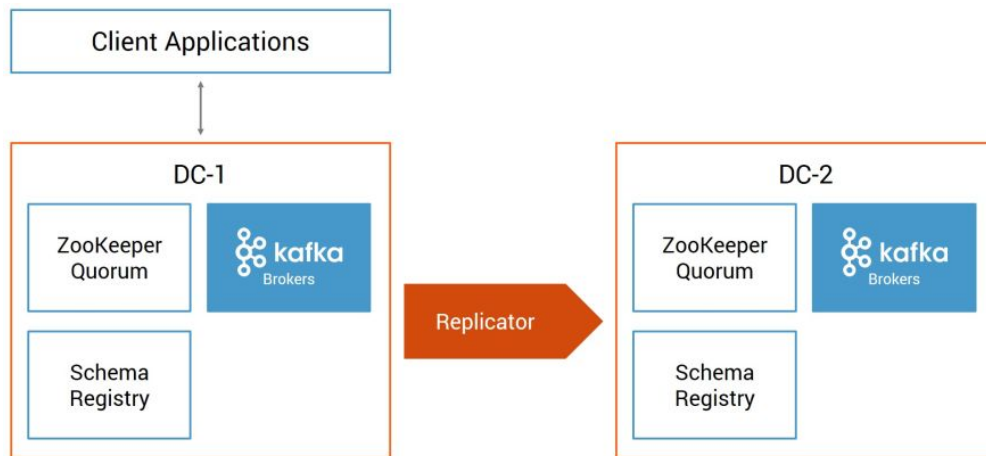 Client Applications
DC-1
ZooKeeper
Quorum
kafka
Brokers
Schema
Registry
Replicator
DC-2
ZooKeeper
Quorum
kafka
Brokers
Schema
Registry